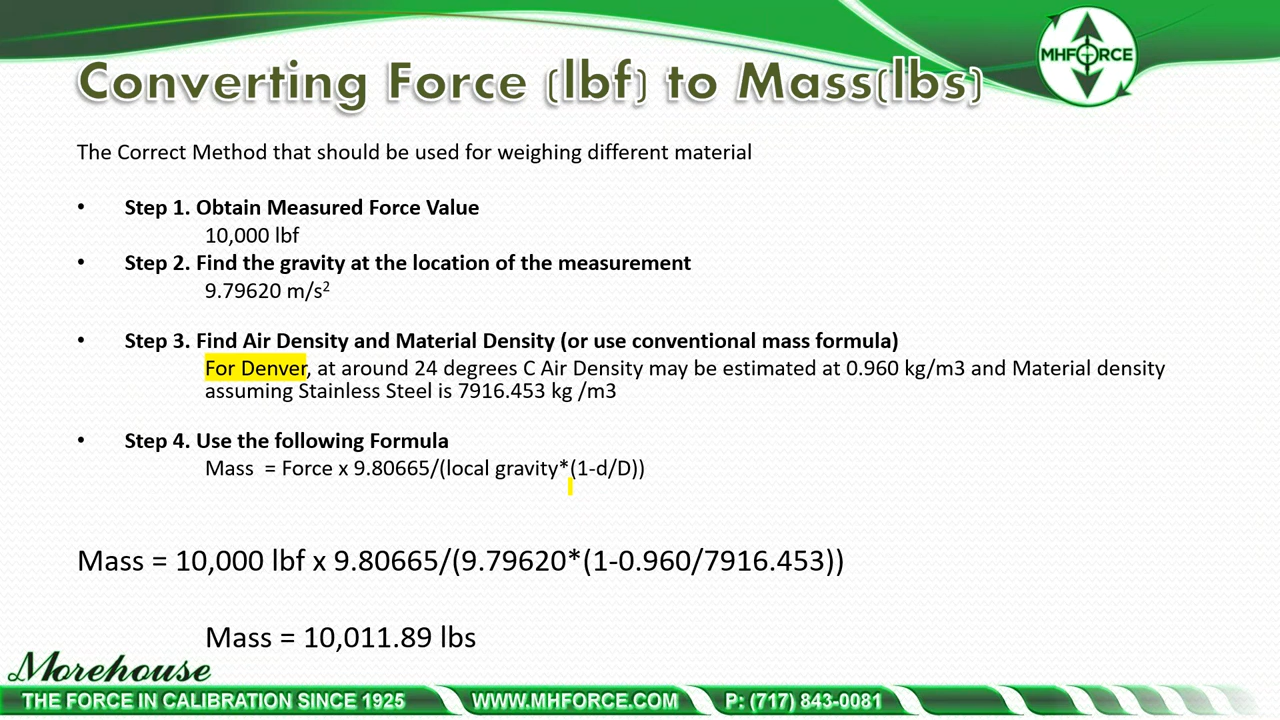 MHFORCE
Converting Force (lbf) to Mass(lbs)
The Correct Method that should be used for weighing different material
• Step 1. Obtain Measured Force Value
10,000 lbf
• Step 2. Find the gravity at the location of the measurement
9.79620 m/s²
• Step 3. Find Air Density and Material Density (or use conventional mass formula)
For Denver, at around 24 degrees C Air Density may be estimated at 0.960 kg/m3 and Material density
assuming Stainless Steel is 7916.453 kg /m3
• Step 4. Use the following Formula
Mass  = Force x 9.80665/(local gravity*(1-d/D))
Mass = 10,000 lbf x 9.80665/(9.79620*(1-0.960/7916.453))
Mass = 10,011.89 lbs
Morehouse
THE FORCE IN CALIBRATION SINCE 1925 WWW.MHFORCE.COM P: (717) 843-0081